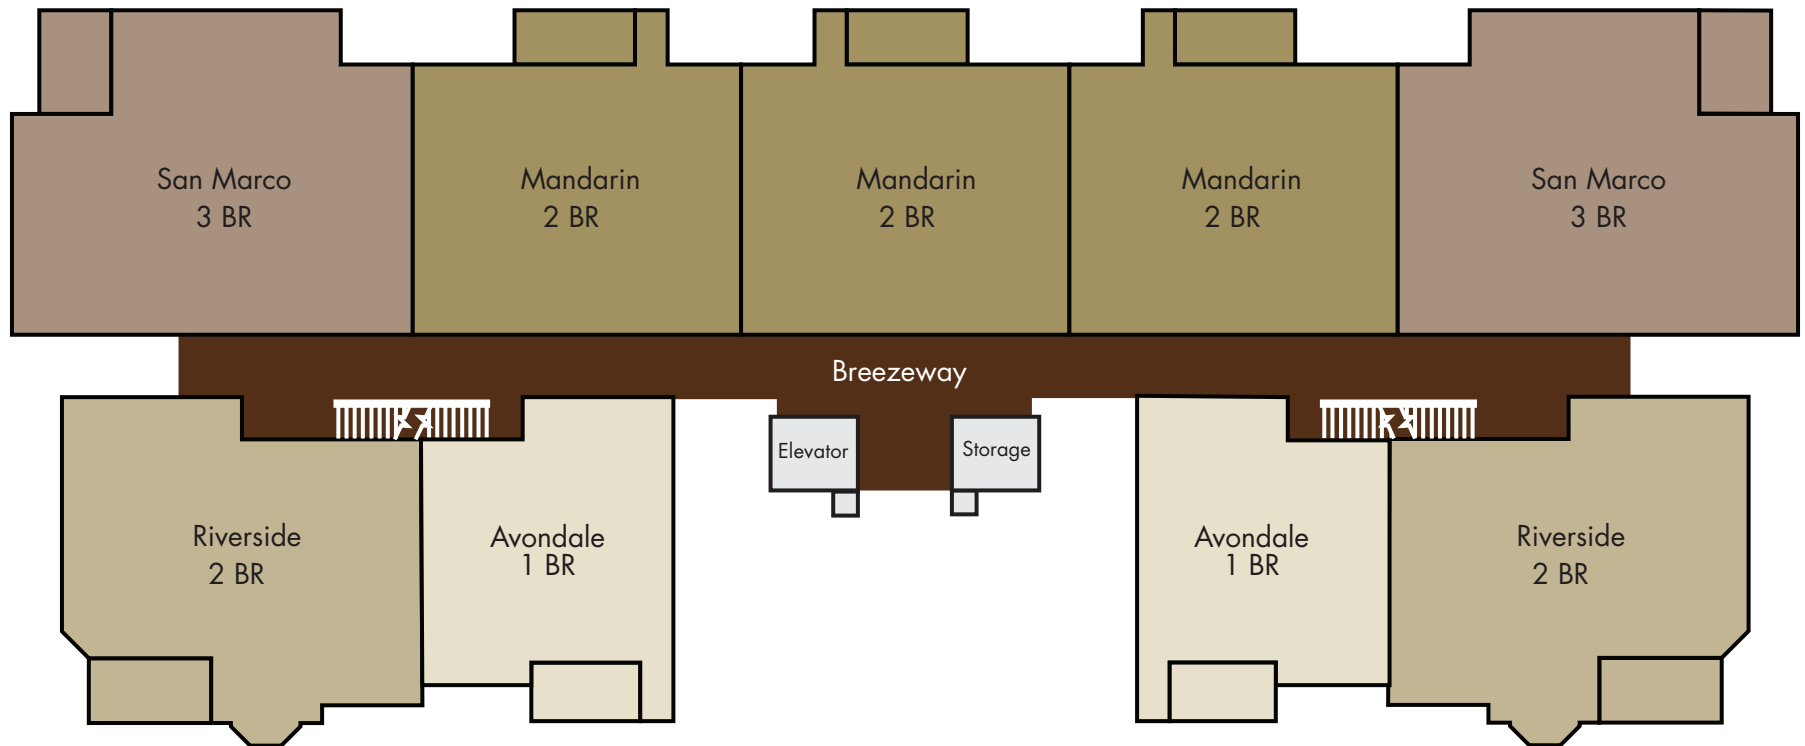 San Marco
3 BR
Mandarin
2 BR
Mandarin
2 BR
Mandarin
2 BR
San Marco
3 BR
Breezeway
Elevator
Storage
Riverside
2 BR
Avondale
1 BR
Avondale
1 BR
Riverside
2 BR